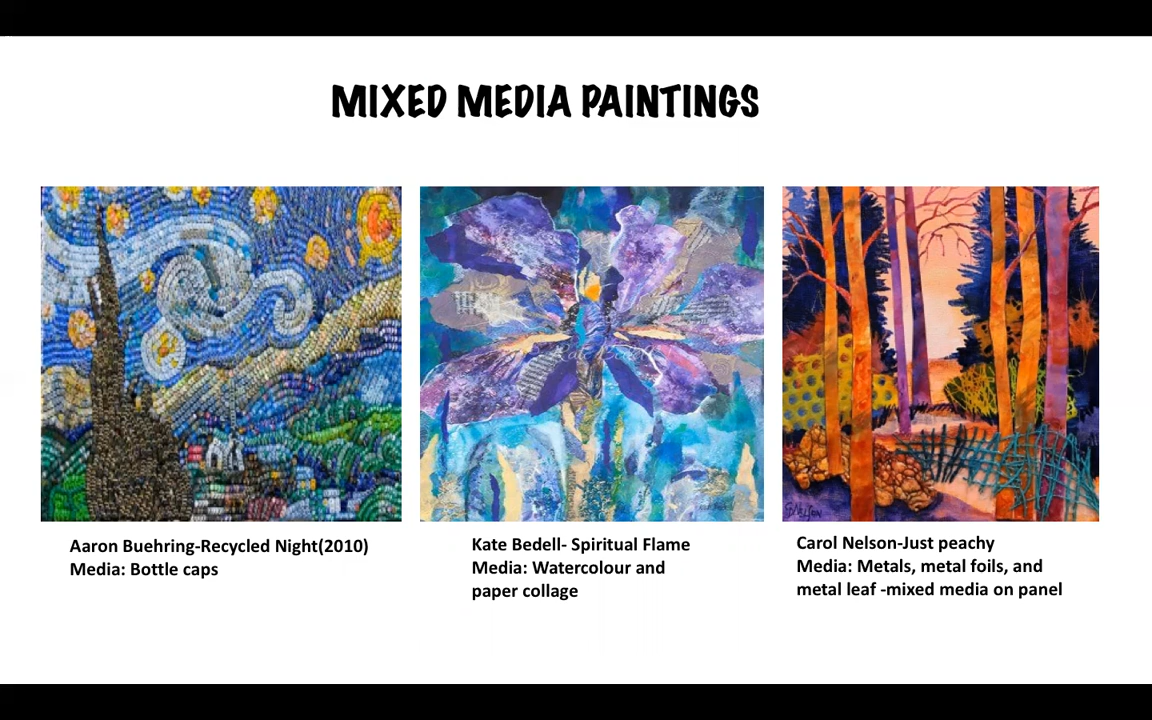 MIXED MEDIA PAINTINGS
Aaron Buehring-Recycled Night(2010)
Media: Bottle caps
Kate Bedell- Spiritual Flame
Media: Watercolour and
paper collage
Carol Nelson-Just peachy
Media: Metals, metal foils, and
metal leaf -mixed media on panel